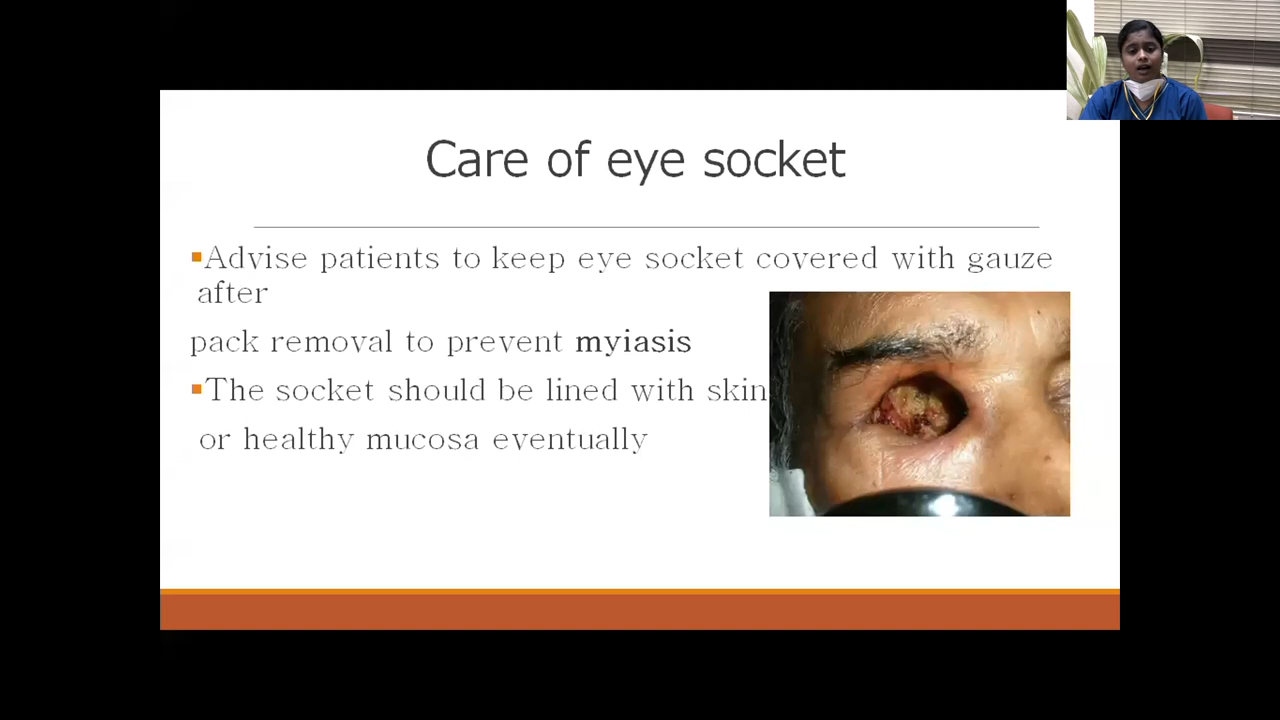 Care of eye socket
▪Advise patients to keep eye socket covered with gauze
after
pack removal to prevent myiasis
▪The socket should be lined with skin
or healthy mucosa eventually